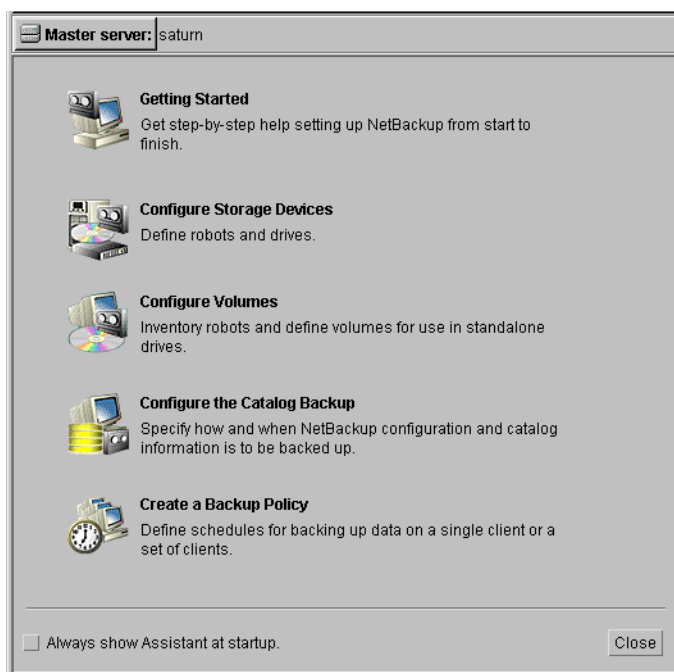 Master server: saturn
Getting Started
Get step-by-step help setting up NetBackup from start to
finish.
Configure Storage Devices
Define robots and drives.
Configure Volumes
Inventory robots and define volumes for use in standalone
drives.
Configure the Catalog Backup
Specify how and when NetBackup configuration and catalog
information is to be backed up.
Create a Backup Policy
Define schedules for backing up data on a single client or a
set of clients.
Always show Assistant at startup.
Close